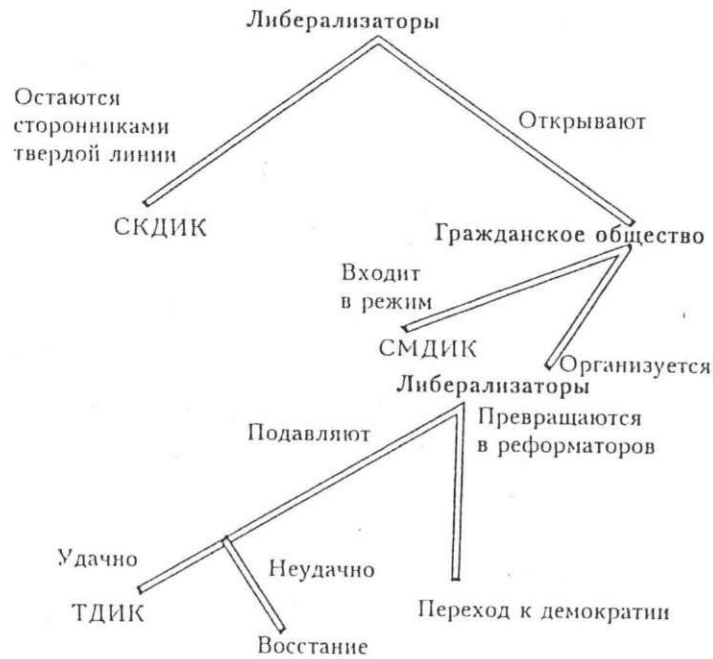 Либерализаторы
Остаются
сторонниками
твердой линии
Открывают
СКДИК
Гражданское общество
Входит
в режим
СМДИК
Организуется
Либерализаторы
Превращаются
в реформаторов
Подавляют
Удачно
Неудачно
ТДИК
Переход к демократии
Восстание